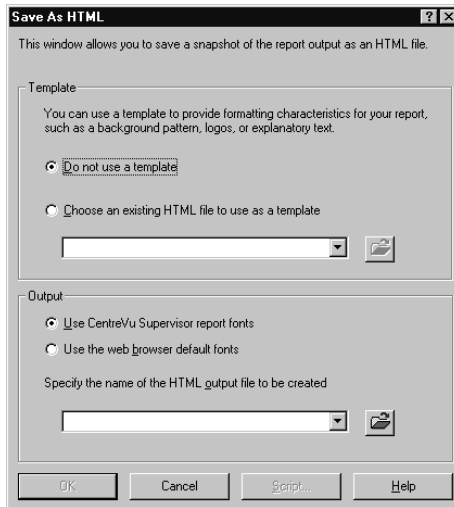 Save As HTML
This window allows you to save a snapshot of the report output as an HTML file.
Template
You can use a template to provide formatting characteristics for your report,
such as a background pattern, logos, or explanatory text.
Do not use a template
Choose an existing HTML file to use as a template
Output
Use CentreVu Supervisor report fonts
Use the web browser default fonts
Specify the name of the HTML output file to be created
OK Cancel Script... Help